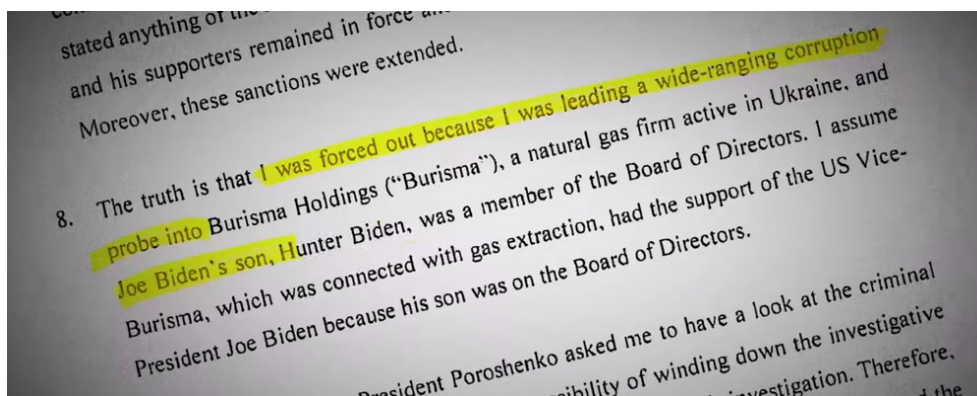 stated anything of the
and his supporters remained in force
Moreover, these sanctions were extended.
8. The truth is that I was forced out because I was leading a wide-ranging corruption
probe into Burisma Holdings ("Burisma"), a natural gas firm active in Ukraine, and
Joe Biden's son, Hunter Biden, was a member of the Board of Directors. I assume
Burisma, which was connected with gas extraction, had the support of the US Vice-
President Joe Biden because his son was on the Board of Directors.
President Poroshenko asked me to have a look at the criminal
of winding down the investigative
investigation. Therefore,
the